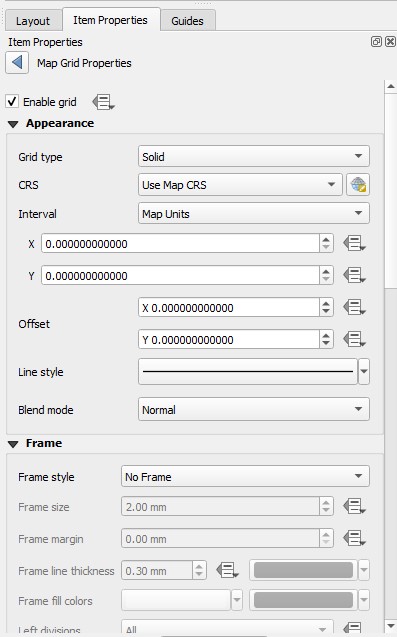 Layout Item Properties Guides
Item Properties
Map Grid Properties
Enable grid
Appearance
Grid type Solid
CRS Use Map CRS
Interval Map Units
X 0.000000000000
Y 0.000000000000
X 0.000000000000
Offset
Y 0.000000000000
Line style
Blend mode Normal
Frame
Frame style No Frame
Frame size 2.00 mm
Frame margin 0.00 mm
Frame line thickness 0.30 mm
Frame fill colors
Left divisions All